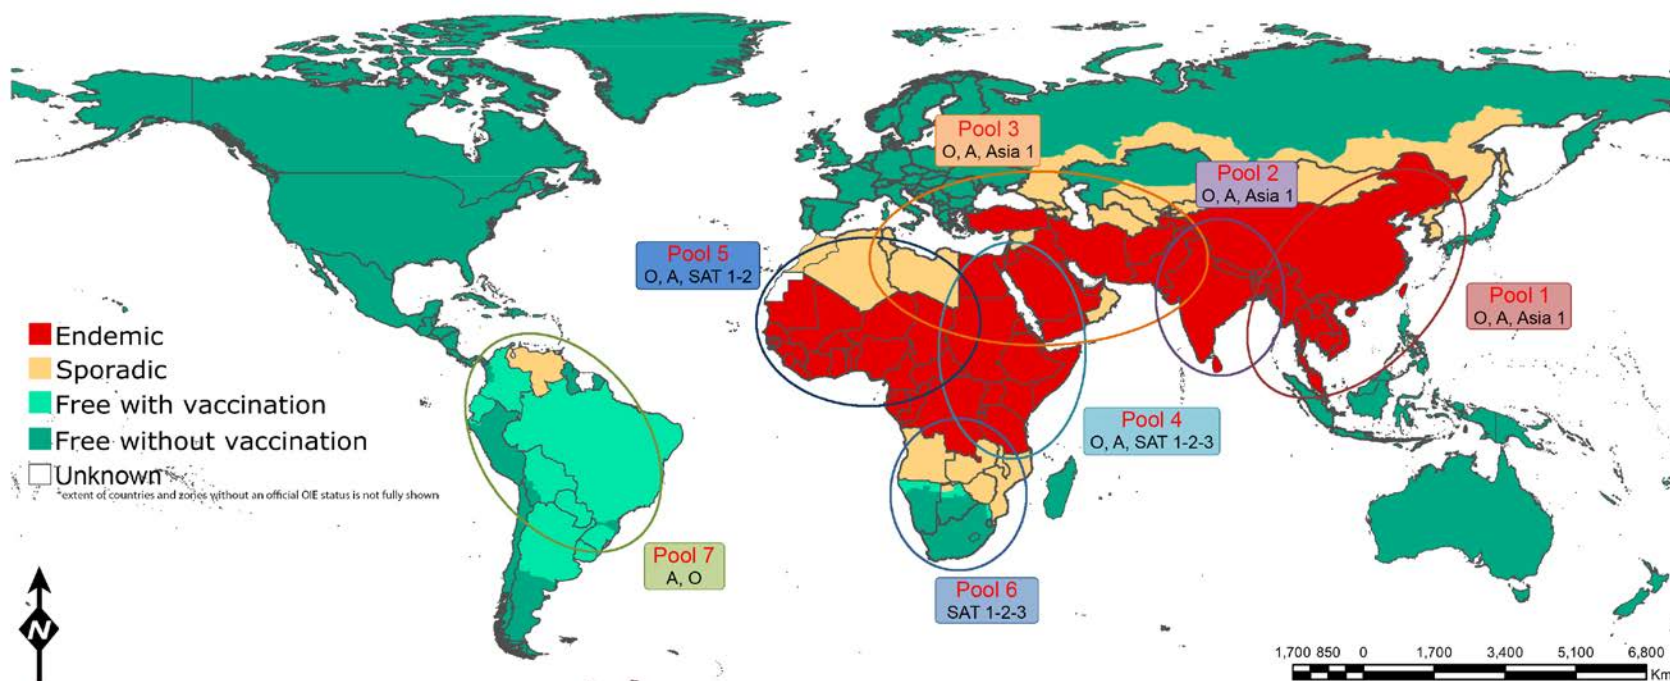 Pool 3
O, A, Asia 1
Pool 2
O, A, Asia 1
Pool 5
O, A, SAT 1-2
Pool 1
O, A, Asia 1
Endemic
Sporadic
Free with vaccination
Free without vaccination
Unknown
*extent of countries and zones without an official OIE status is not fully shown
Pool 4
O, A, SAT 1-2-3
Pool 7
A, O
Pool 6
SAT 1-2-3
N
1,700 850 0 1,700 3,400 5,100 6,800
Km